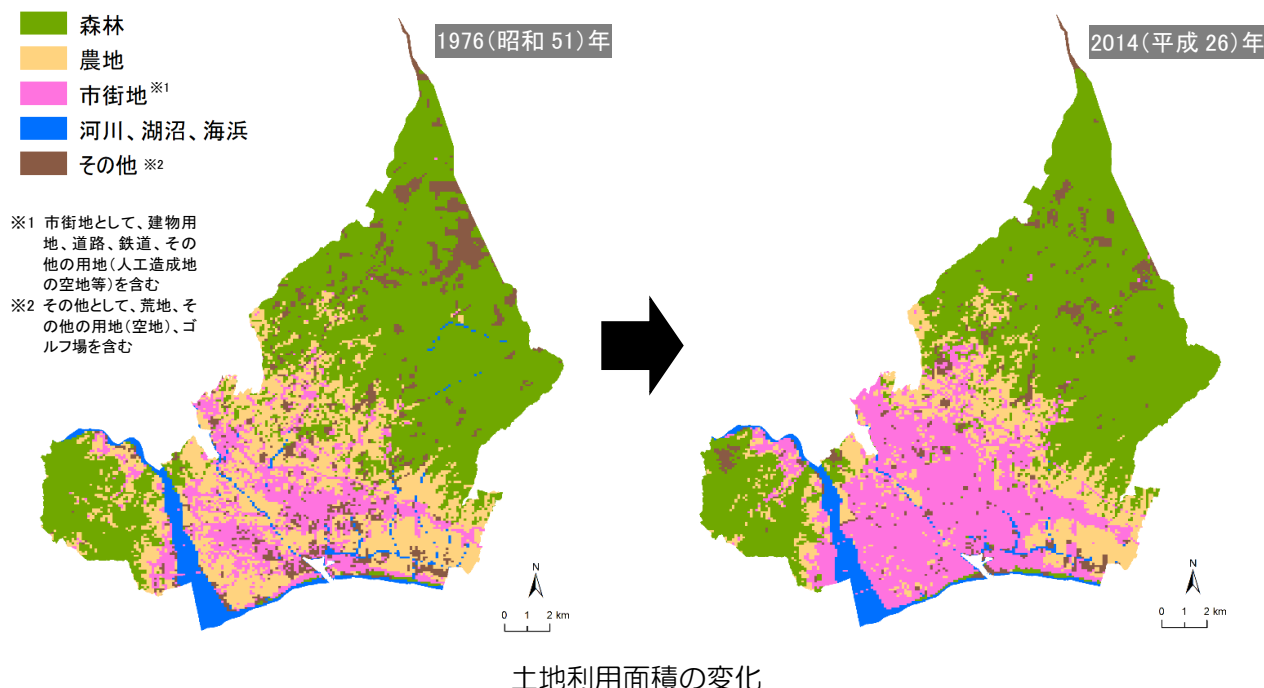 森林
農地
市街地※1
河川、湖沼、海浜
その他 ※2
※1 市街地として、建物用
地、道路、鉄道、その
他の用地(人工造成地
の空地等)を含む
※2 その他として、荒地、そ
の他の用地(空地)、ゴ
ルフ場を含む
1976(昭和 51)年
2014(平成 26)年
N
0 1 2 km
N
0 1 2 km
土地利用面積の変化